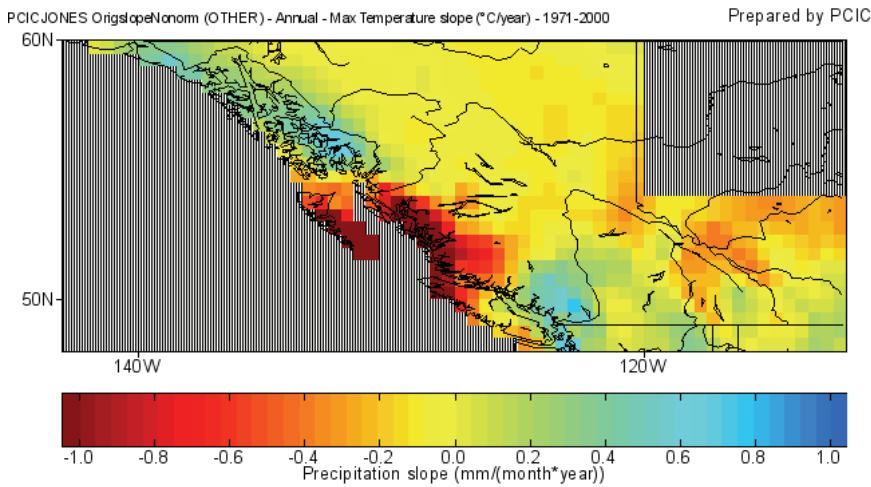 PCICJONES OrigslopeNonorm (OTHER) - Annual - Max Temperature slope (°C/year) - 1971-2000
Prepared by PCIC
60N
50N
140W 120W
-1.0 -0.8 -0.6 -0.4 -0.2 0.0 0.2 0.4 0.6 0.8 1.0
Precipitation slope (mm/(month*year))